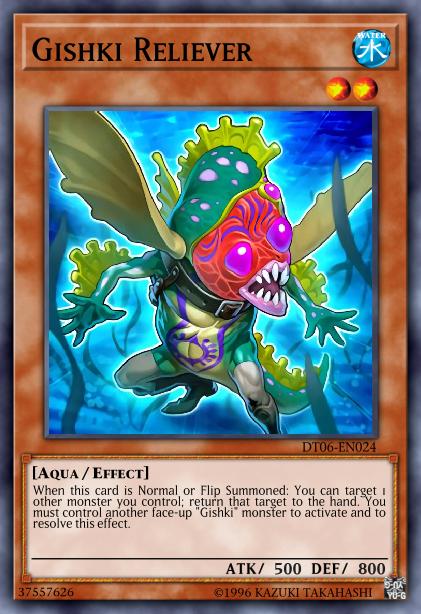 GISHKI RELIEVER
WATER
水
DT06-EN024
[AQUA / EFFECT]
When this card is Normal or Flip Summoned: You can target 1
other monster you control; return that target to the hand. You
must control another face-up "Gishki" monster to activate and to
resolve this effect.
ATK/ 500 DEF/ 800
37557626
©1996 KAZUKI TAKAHASHI